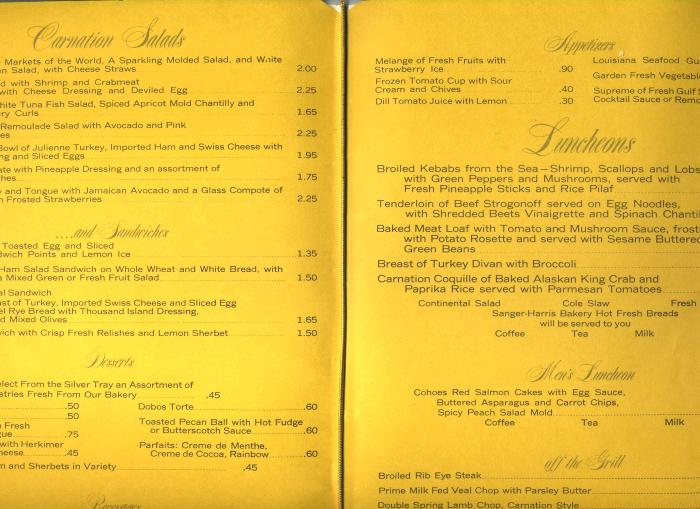 Carnation Salads
Markets of the World, A Sparkling Molded Salad, and White
Salad, with Cheese Straws 2.00
with Shrimp and Crabmeat
with Cheese Dressing and Deviled Egg 2.25
White Tuna Fish Salad, Spiced Apricot Mold Chantilly and
Curls 1.65
Remoulade Salad with Avocado and Pink
2.25
Bowl of Julienne Turkey, Imported Ham and Swiss Cheese with
and Sliced Eggs 1.95
with Pineapple Dressing and an assortment of
1.75
and Tongue with Jamaican Avocado and a Glass Compote of
Frosted Strawberries 2.25
....and Sandwiches
Toasted Egg and Sliced
Points and Lemon Ice 1.35
Ham Salad Sandwich on Whole Wheat and White Bread, with
Mixed Green or Fresh Fruit Salad 1.50
Sandwich
of Turkey, Imported Swiss Cheese and Sliced Egg
Rye Bread with Thousand Island Dressing,
Mixed Olives 1.65
with Crisp Fresh Relishes and Lemon Sherbet 1.50
Desserts
Select From the Silver Tray an Assortment of
Fresh From Our Bakery .45
.50 Dobos Torte .60
.50
Fresh Toasted Pecan Ball with Hot Fudge
.75 or Butterscotch Sauce .60
with Herkimer Parfaits: Creme de Menthe,
.45 Creme de Cocoa, Rainbow .60
and Sherbets in Variety .45
Beverages
Appetizers
Melange of Fresh Fruits with
Strawberry Ice .90
Frozen Tomato Cup with Sour
Cream and Chives .40
Dill Tomato Juice with Lemon .30
Louisiana Seafood
Garden Fresh
Supreme of Fresh Gulf
Cocktail Sauce or
Luncheons
Broiled Kebabs from the Sea – Shrimp, Scallops and
with Green Peppers and Mushrooms, served with
Fresh Pineapple Sticks and Rice Pilaf
Tenderloin of Beef Strogonoff served on Egg Noodles,
with Shredded Beets Vinaigrette and Spinach
Baked Meat Loaf with Tomato and Mushroom Sauce,
with Potato Rosette and served with Sesame Buttered
Green Beans
Breast of Turkey Divan with Broccoli
Carnation Coquille of Baked Alaskan King Crab and
Paprika Rice served with Parmesan Tomatoes
Continental Salad Cole Slaw Fresh
Sanger-Harris Bakery Hot Fresh Breads
will be served to you
Coffee Tea Milk
Men's Luncheon
Cohoes Red Salmon Cakes with Egg Sauce,
Buttered Asparagus and Carrot Chips,
Spicy Peach Salad Mold
Coffee Tea Milk
off the Grill
Broiled Rib Eye Steak
Prime Milk Fed Veal Chop with Parsley Butter
Double Spring Lamb Chop, Carnation Style